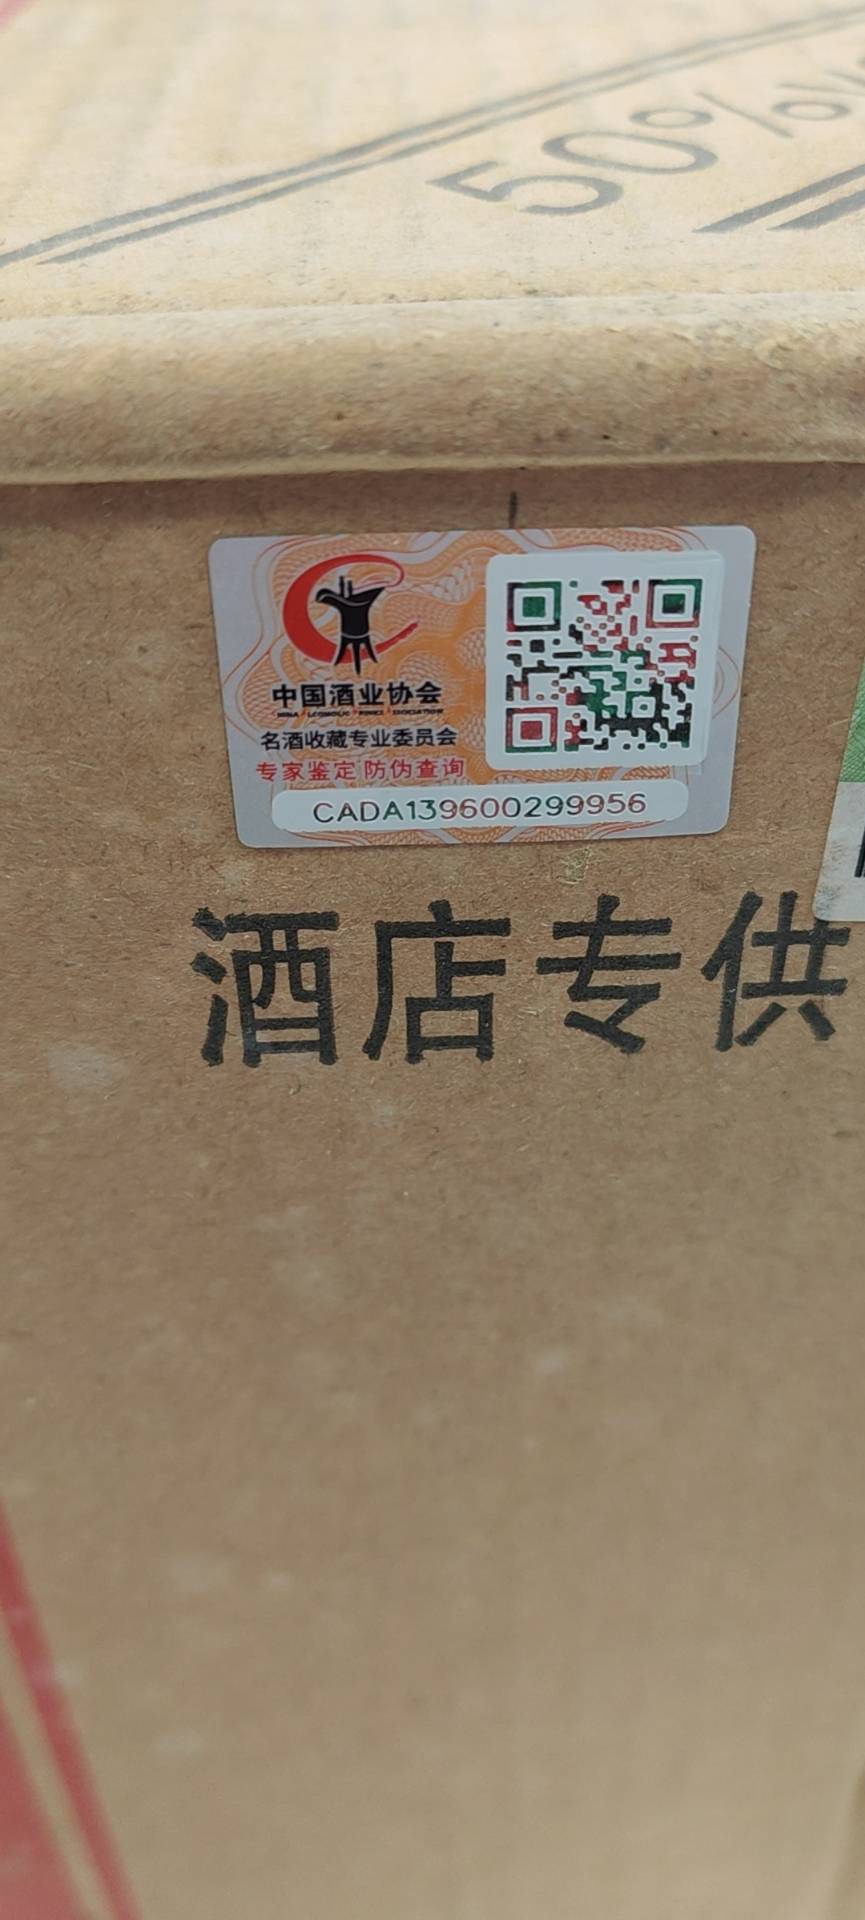 50%
中国酒业协会
名酒收藏专业委员会
专家鉴定 防伪查询
CADA139600299956
酒店专供